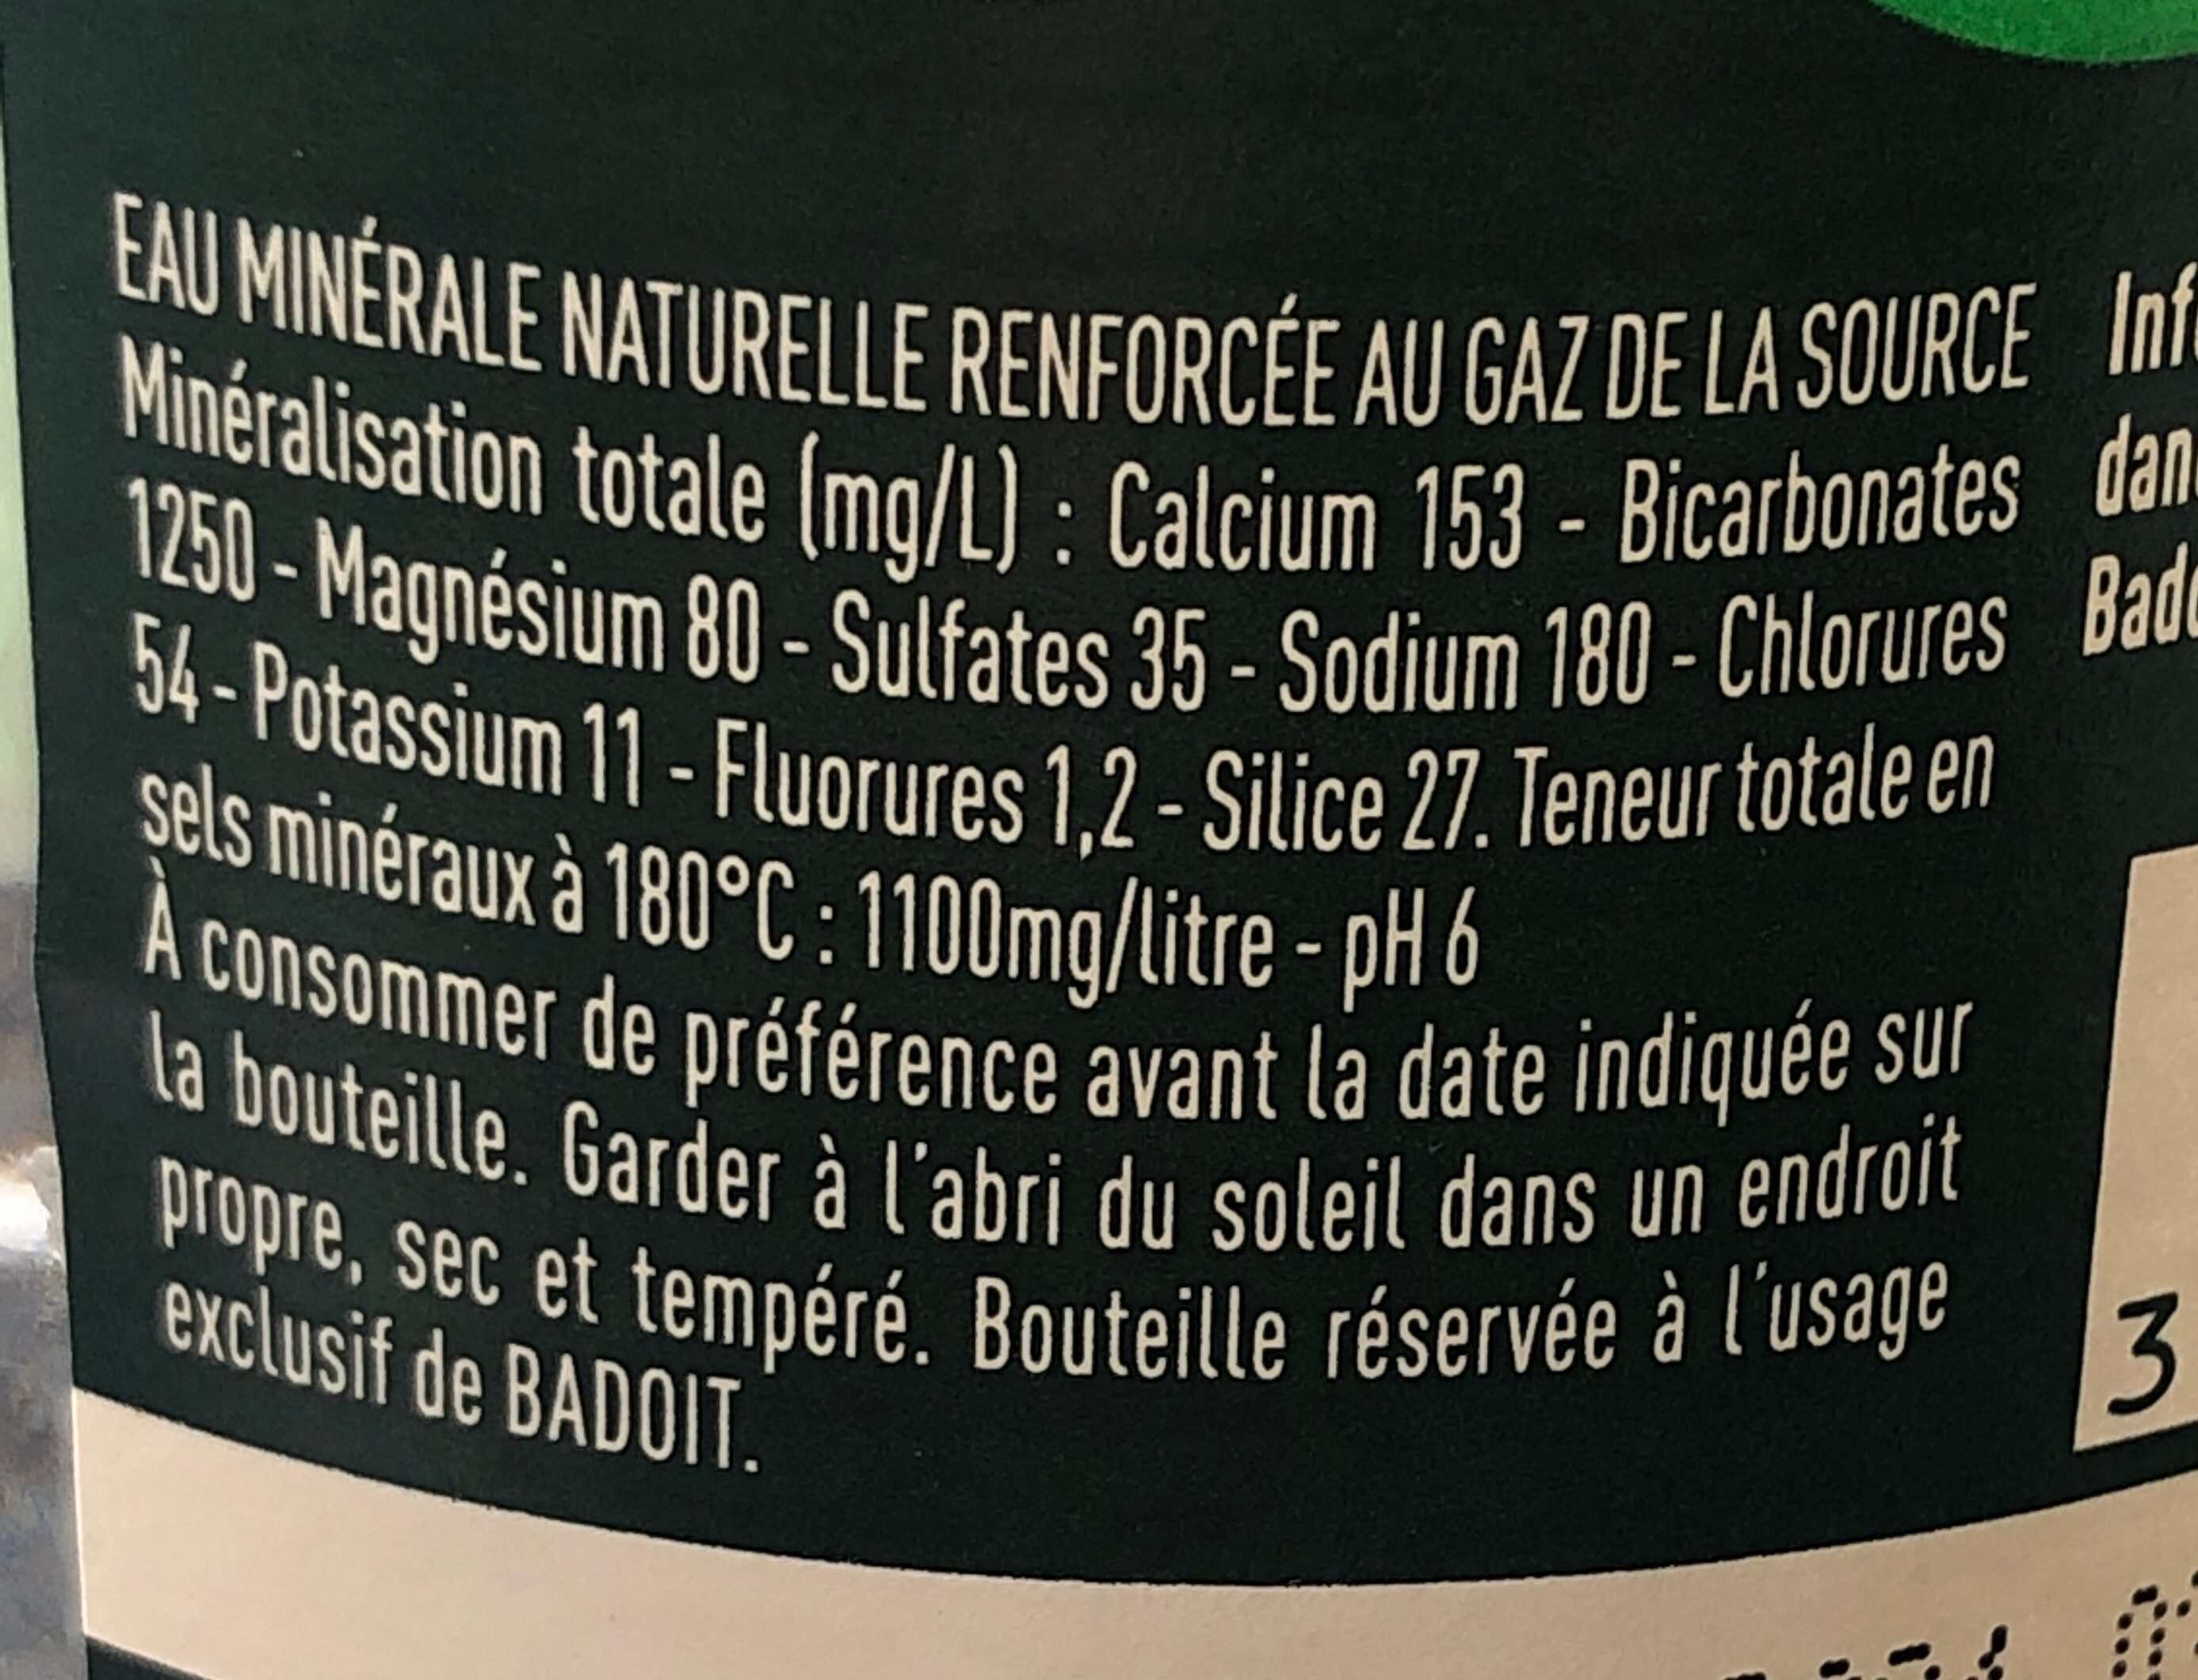 EAU MINÉRALE NATURELLE RENFORCÉE AU GAZ DE LA SOURCE
Minéralisation totale (mg/L) : Calcium 153 - Bicarbonates
1250 - Magnésium 80 - Sulfates 35 - Sodium 180 - Chlorures
54 - Potassium 11 - Fluorures 1,2 - Silice 27. Teneur totale en
sels minéraux à 180°C : 1100mg/litre - pH 6
À consommer de préférence avant la date indiquée sur
la bouteille. Garder à l'abri du soleil dans un endroit
propre, sec et tempéré. Bouteille réservée à l'usage
exclusif de BADOIT.
3